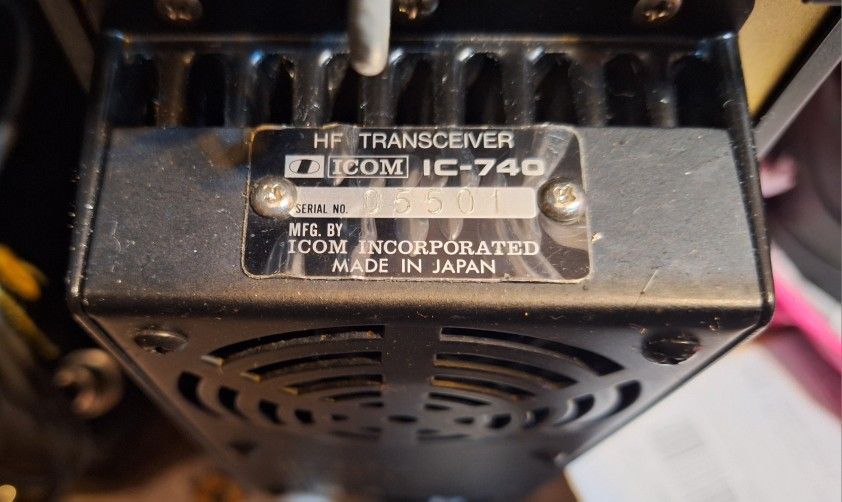 HF TRANSCEIVER
ICOM IC-740
SERIAL NO. 05501
MFG. BY
ICOM INCORPORATED
MADE IN JAPAN